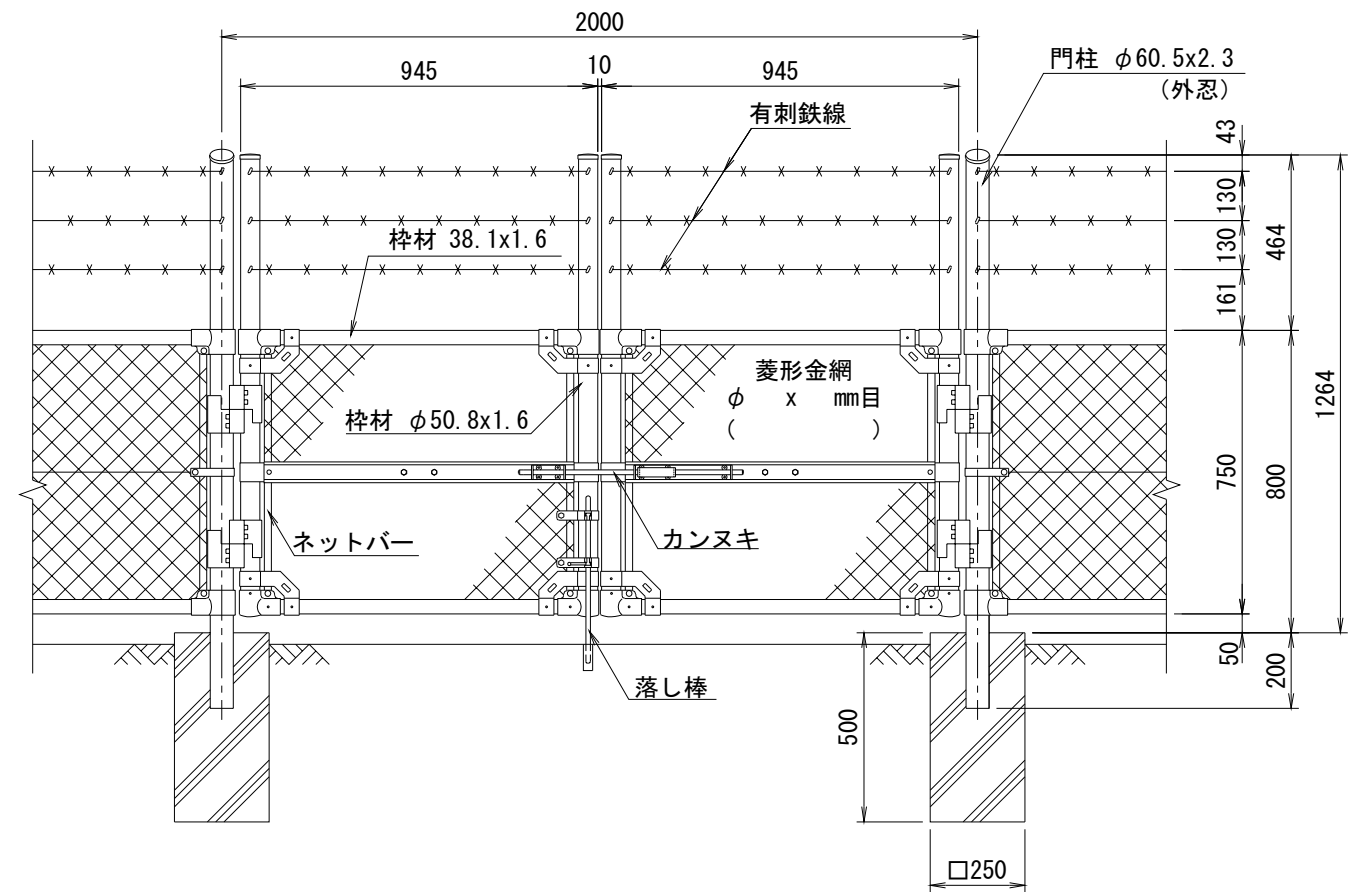 2000
945
10
945
門柱 φ60.5x2.3
(外忍)
有刺鉄線
43
130
130
161
464
1264
枠材 38.1x1.6
菱形金網
φ x mm目
( )
枠材 φ50.8x1.6
750
800
ネットバー
カンヌキ
落し棒
50
200
500
□250